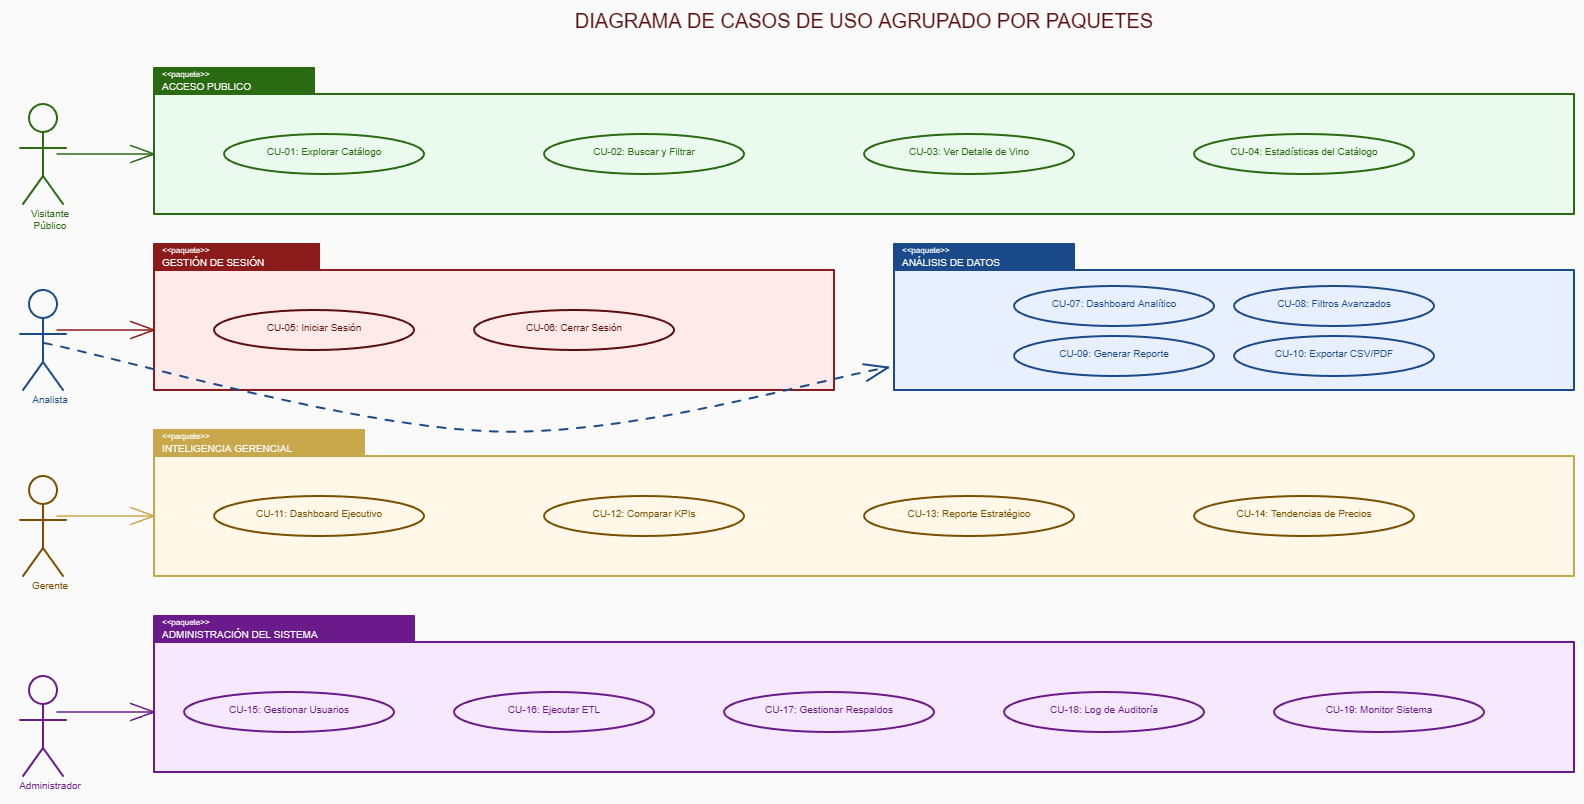 DIAGRAMA DE CASOS DE USO AGRUPADO POR PAQUETES
<<paquete>>
ACCESO PUBLICO
CU-01: Explorar Catálogo
CU-02: Buscar y Filtrar
CU-03: Ver Detalle de Vino
CU-04: Estadísticas del Catálogo
Visitante
Público
<<paquete>>
GESTIÓN DE SESIÓN
CU-05: Iniciar Sesión
CU-06: Cerrar Sesión
<<paquete>>
ANÁLISIS DE DATOS
CU-07: Dashboard Analítico
CU-08: Filtros Avanzados
CU-09: Generar Reporte
CU-10: Exportar CSV/PDF
Analista
<<paquete>>
INTELIGENCIA GERENCIAL
CU-11: Dashboard Ejecutivo
CU-12: Comparar KPIs
CU-13: Reporte Estratégico
CU-14: Tendencias de Precios
Gerente
<<paquete>>
ADMINISTRACIÓN DEL SISTEMA
CU-15: Gestionar Usuarios
CU-16: Ejecutar ETL
CU-17: Gestionar Respaldos
CU-18: Log de Auditoría
CU-19: Monitor Sistema
Administrador